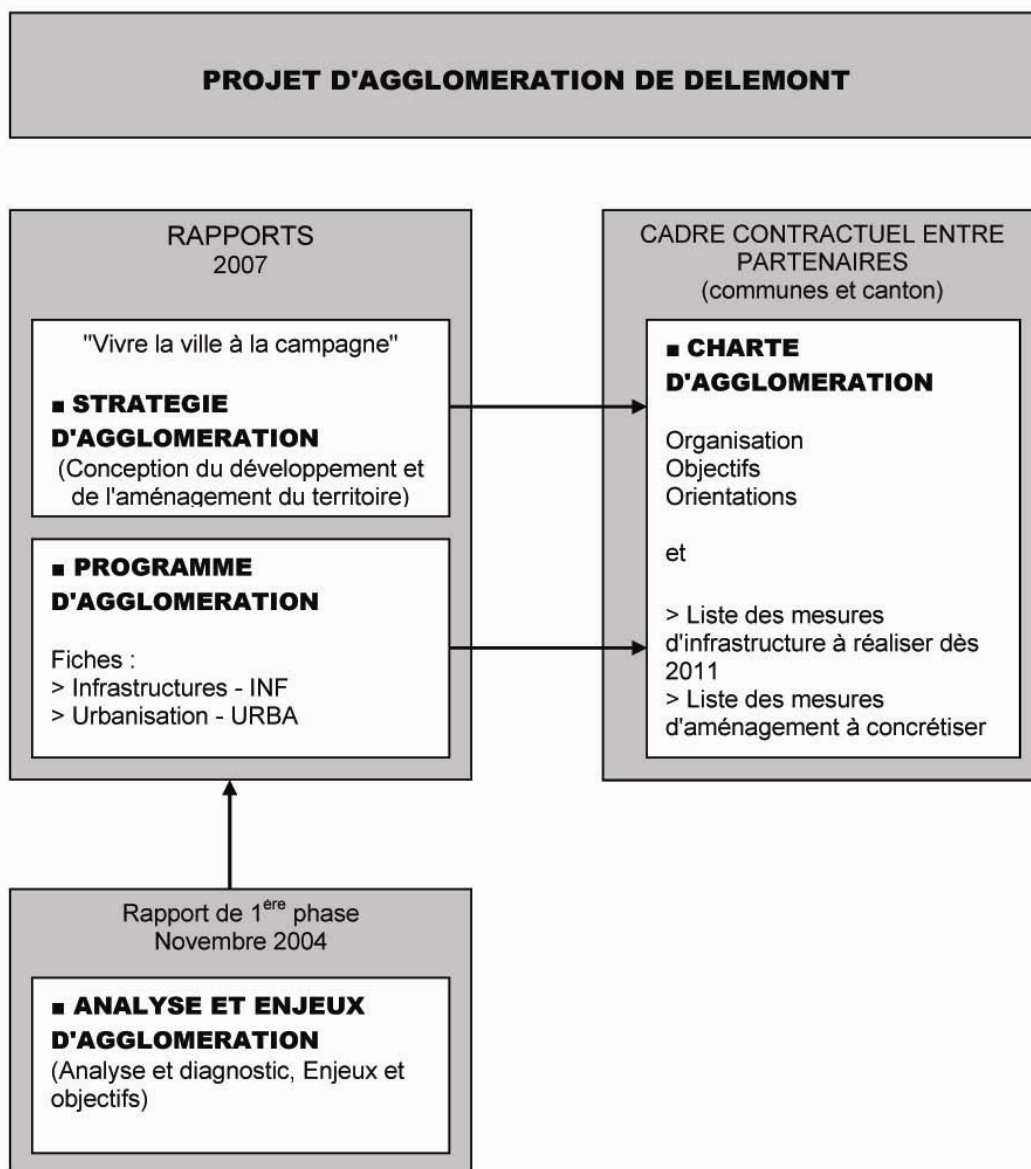 PROJET D'AGGLOMERATION DE DELEMONT
RAPPORTS
2007
"Vivre la ville à la campagne"
■ STRATEGIE
D'AGGLOMERATION
(Conception du développement et
de l'aménagement du territoire)
■ PROGRAMME
D'AGGLOMERATION
Fiches :
> Infrastructures - INF
> Urbanisation - URBA
CADRE CONTRACTUEL ENTRE
PARTENAIRES
(communes et canton)
■ CHARTE
D'AGGLOMERATION
Organisation
Objectifs
Orientations
et
> Liste des mesures
d'infrastructure à réaliser dès
2011
> Liste des mesures
d'aménagement à concrétiser
Rapport de 1ère phase
Novembre 2004
■ ANALYSE ET ENJEUX
D'AGGLOMERATION
(Analyse et diagnostic, Enjeux et
objectifs)